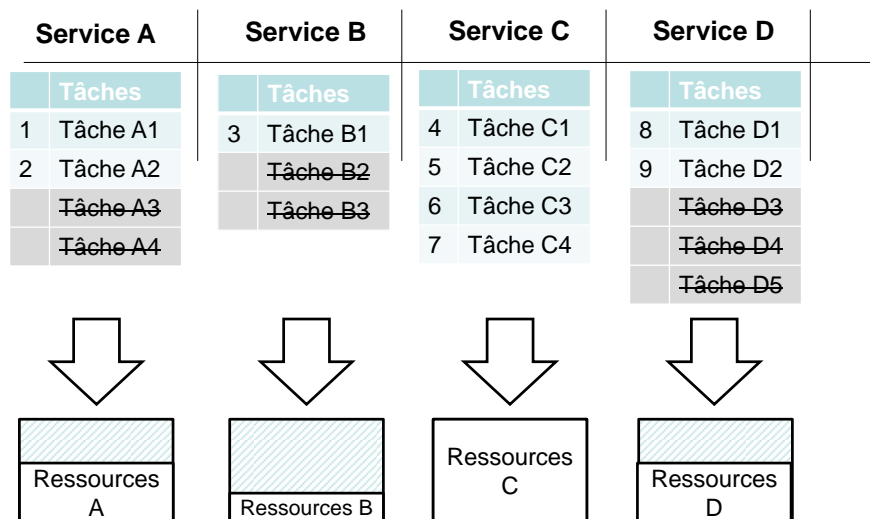 Service A
Service B
Service C
Service D
Tâches
1 Tâche A1
2 Tâche A2
Tâche A3
Tâche A4
Tâches
3 Tâche B1
Tâche B2
Tâche B3
Tâches
4 Tâche C1
5 Tâche C2
6 Tâche C3
7 Tâche C4
Tâches
8 Tâche D1
9 Tâche D2
Tâche D3
Tâche D4
Tâche D5
Ressources
A
Ressources B
Ressources
C
Ressources
D